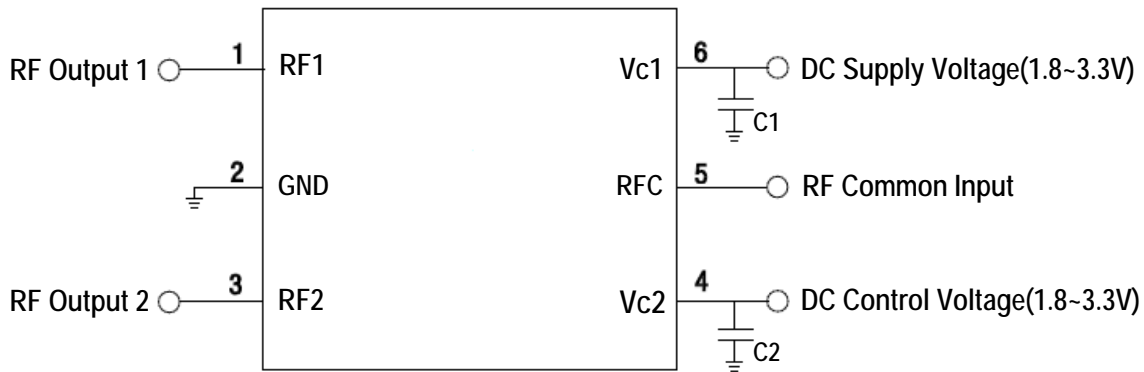 RF Output 1
1
RF1
Vc1
6
DC Supply Voltage(1.8~3.3V)
C1
2
GND
RFC
5
RF Common Input
RF Output 2
3
RF2
Vc2
4
DC Control Voltage(1.8~3.3V)
C2